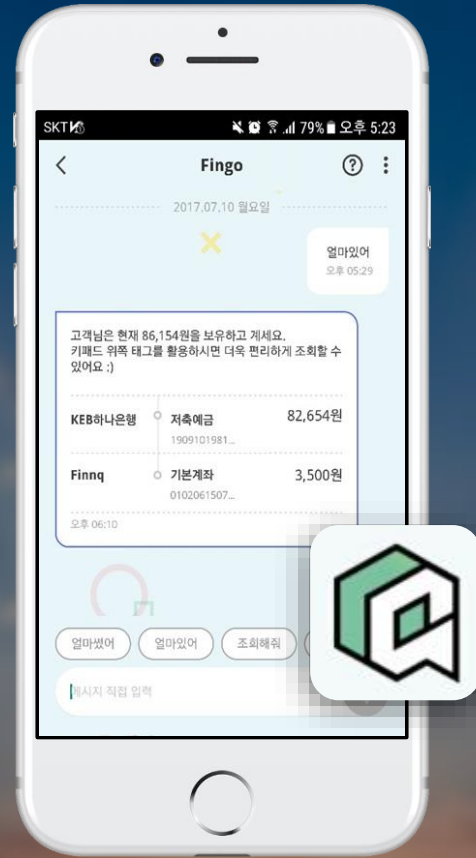 SKT 79% 오후 5:23
Fingo
2017.07.10 월요일
얼마있어
오후 05:29
고객님은 현재 86,154원을 보유하고 계세요.
키패드 위쪽 태그를 활용하시면 더욱 편리하게 조회할 수
있어요 :)
KEB하나은행 저축예금 82,654원
1909101981...
Finnq 기본계좌 3,500원
0102061507...
오후 06:10
얼마썼어 얼마있어 조회해줘
메시지 직접 입력